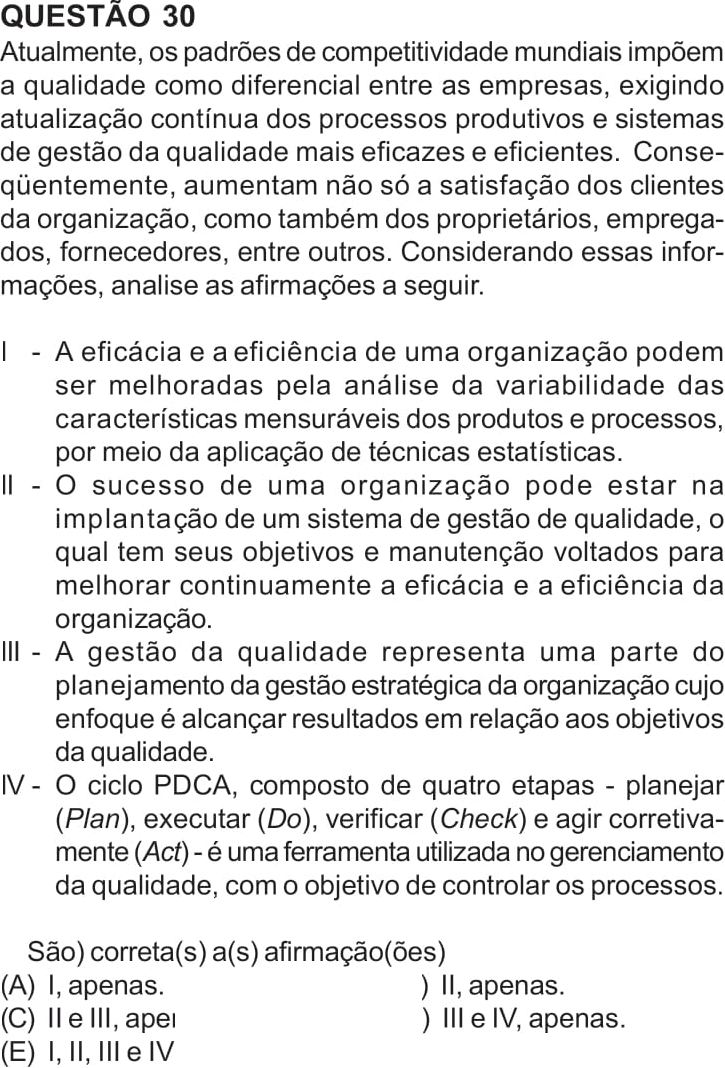 QUESTÃO 30
Atualmente, os padrões de competitividade mundiais impõem
a qualidade como diferencial entre as empresas, exigindo
atualização contínua dos processos produtivos e sistemas
de gestão da qualidade mais eficazes e eficientes. Conse-
qüentemente, aumentam não só a satisfação dos clientes
da organização, como também dos proprietários, emprega-
dos, fornecedores, entre outros. Considerando essas infor-
mações, analise as afirmações a seguir.
I - A eficácia e a eficiência de uma organização podem
ser melhoradas pela análise da variabilidade das
características mensuráveis dos produtos e processos,
por meio da aplicação de técnicas estatísticas.
II - O sucesso de uma organização pode estar na
implantação de um sistema de gestão de qualidade, o
qual tem seus objetivos e manutenção voltados para
melhorar continuamente a eficácia e a eficiência da
organização.
III - A gestão da qualidade representa uma parte do
planejamento da gestão estratégica da organização cujo
enfoque é alcançar resultados em relação aos objetivos
da qualidade.
IV - O ciclo PDCA, composto de quatro etapas - planejar
(Plan), executar (Do), verificar (Check) e agir corretiva-
mente (Act) - é uma ferramenta utilizada no gerenciamento
da qualidade, com o objetivo de controlar os processos.
São) correta(s) a(s) afirmação(ões)
(A) I, apenas. ) II, apenas.
(C) II e III, ) III e IV, apenas.
(E) I, II, III e IV